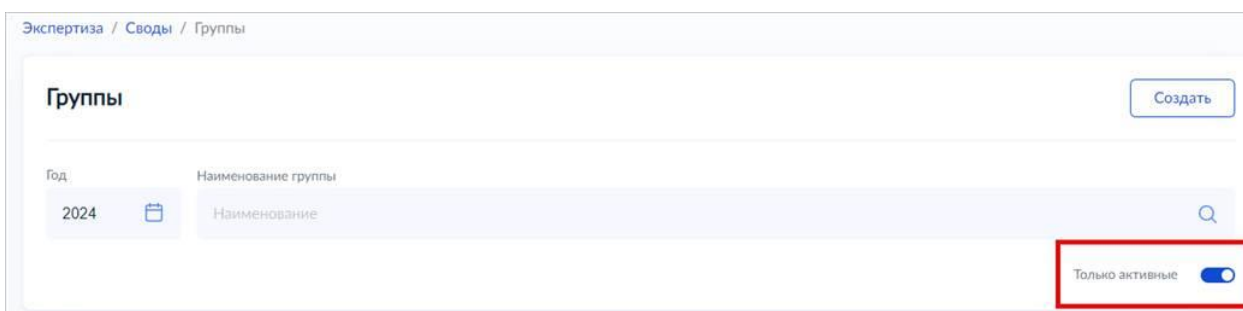 Экспертиза / Своды / Группы
Группы
Создать
Год
Наименование группы
2024
Наименование
Только активные